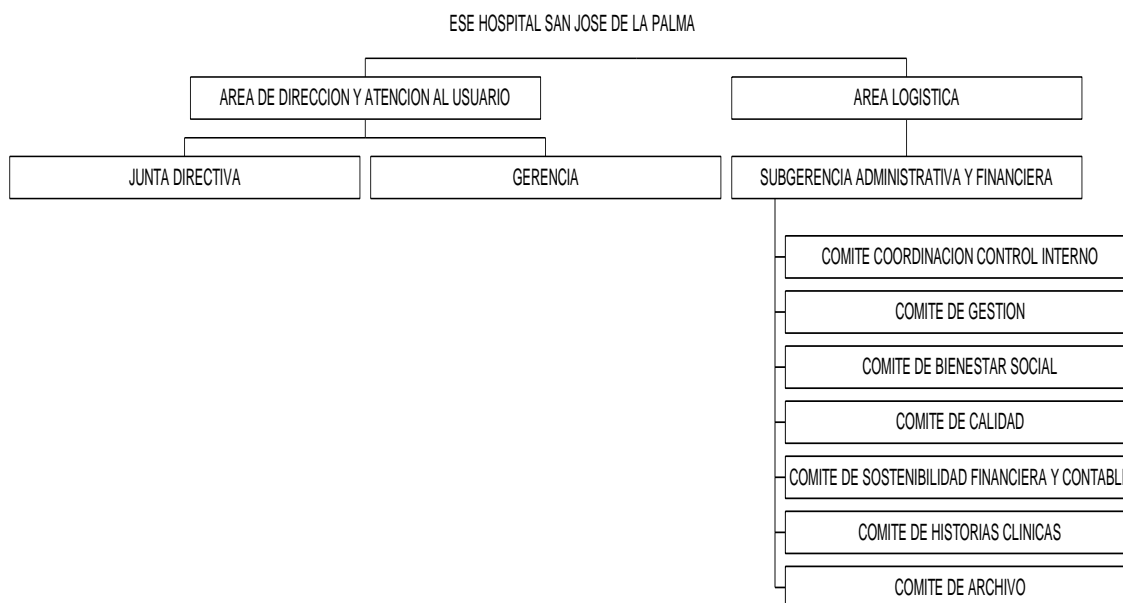 ESE HOSPITAL SAN JOSE DE LA PALMA
AREA DE DIRECCION Y ATENCION AL USUARIO
AREA LOGISTICA
JUNTA DIRECTIVA
GERENCIA
SUBGERENCIA ADMINISTRATIVA Y FINANCIERA
COMITE COORDINACION CONTROL INTERNO
COMITE DE GESTION
COMITE DE BIENESTAR SOCIAL
COMITE DE CALIDAD
COMITE DE SOSTENIBILIDAD FINANCIERA Y CONTABL
COMITE DE HISTORIAS CLINICAS
COMITE DE ARCHIVO